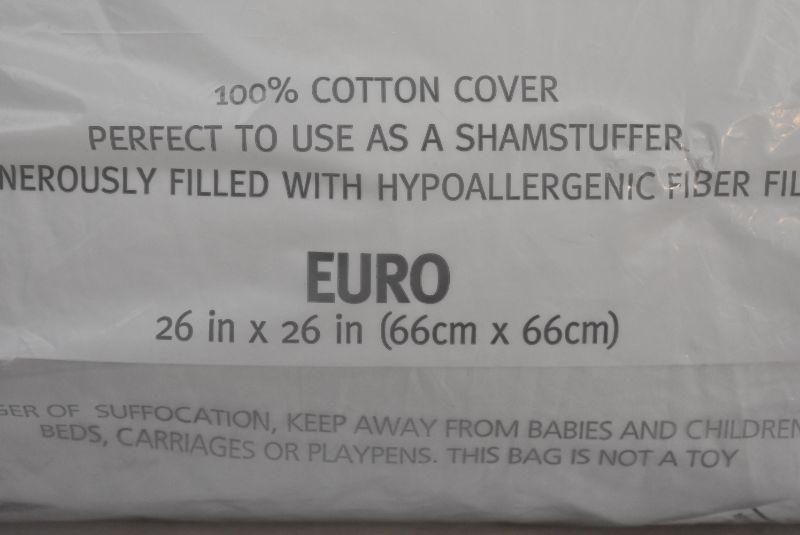 100% COTTON COVER
PERFECT TO USE AS A SHAMSTUFFER
NEROUSLY FILLED WITH HYPOALLERGENIC FIBER FIL
EURO
26 in x 26 in (66cm x 66cm)
GER OF SUFFOCATION, KEEP AWAY FROM BABIES AND CHILDREN
BEDS, CARRIAGES OR PLAYPENS. THIS BAG IS NOT A TOY